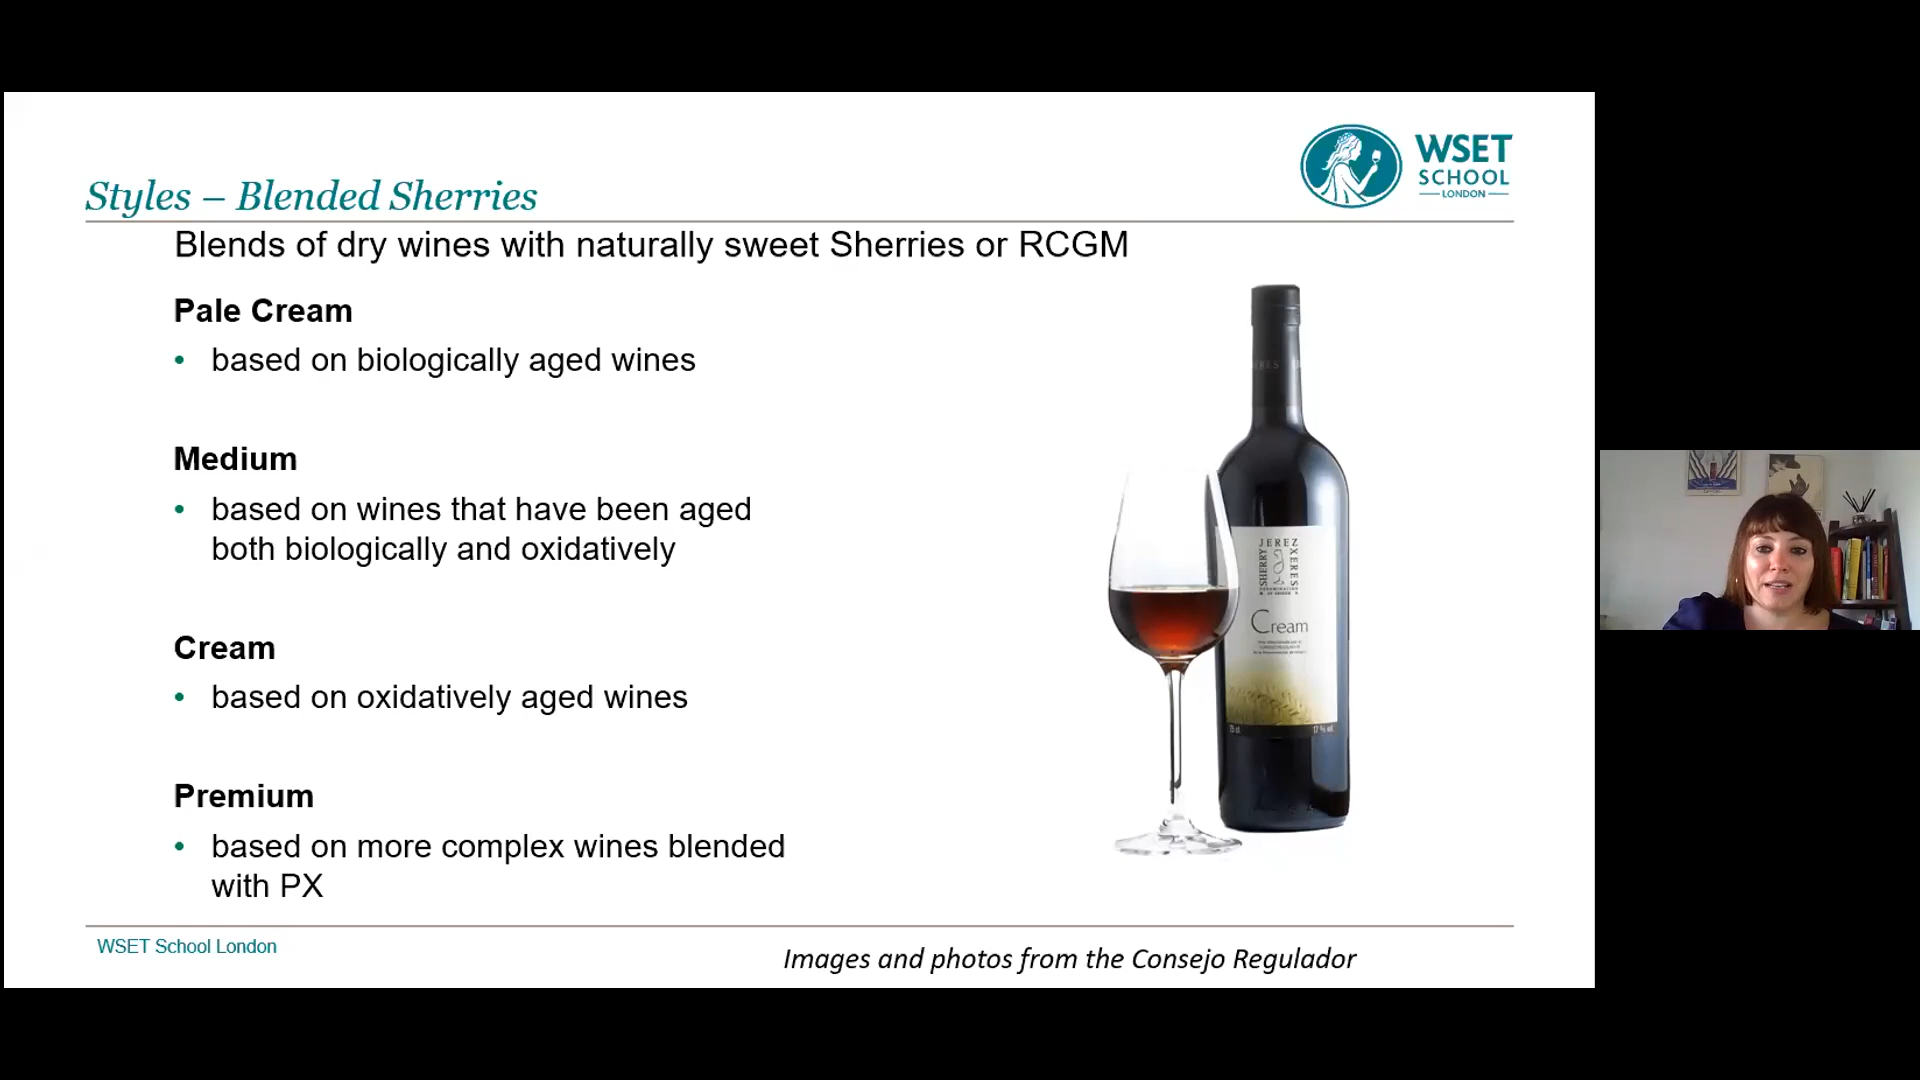 WSET
SCHOOL
LONDON
Styles – Blended Sherries
Blends of dry wines with naturally sweet Sherries or RCGM
Pale Cream
• based on biologically aged wines
Medium
• based on wines that have been aged
both biologically and oxidatively
Cream
• based on oxidatively aged wines
Premium
• based on more complex wines blended
with PX
JEREZ
XERES
SHERRY
Cream
WSET School London
Images and photos from the Consejo Regulador